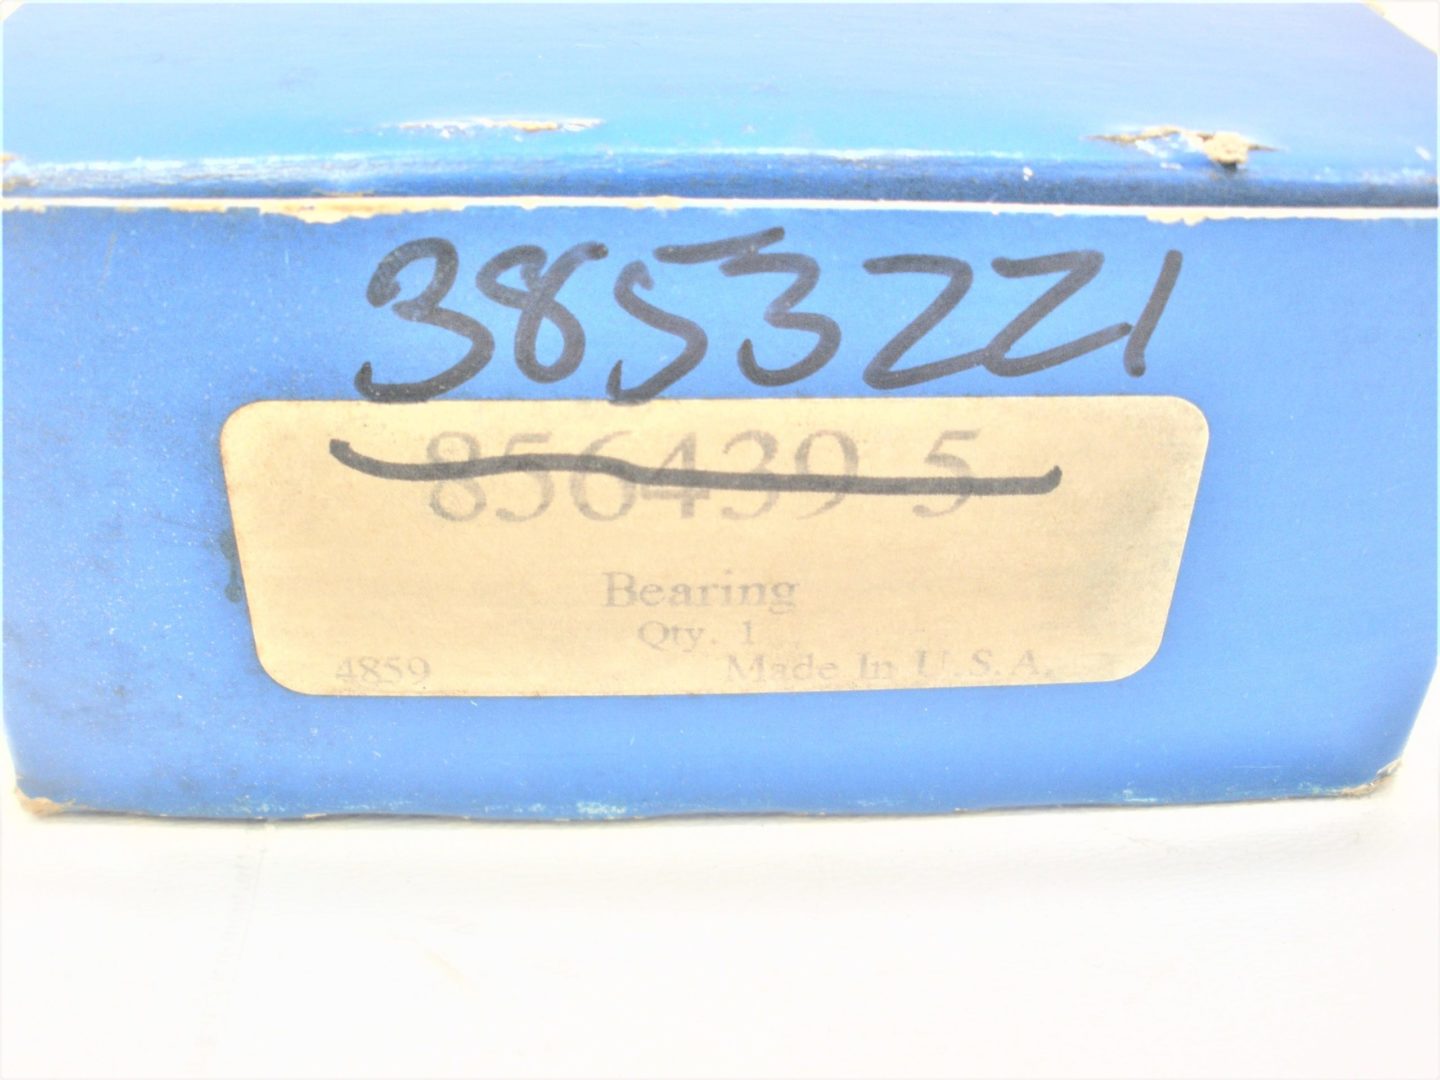 3853221
856439-5
Bearing
Qty. 1
4859 Made In U.S.A.